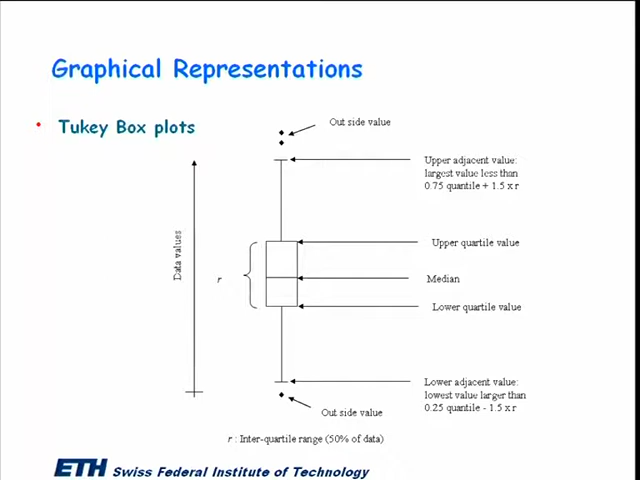 Graphical Representations
• Tukey Box plots
Out side value
Upper adjacent value:
largest value less than
0.75 quantile + 1.5 x r
Data values
Upper quartile value
r
Median
Lower quartile value
Lower adjacent value:
lowest value larger than
0.25 quantile - 1.5 x r
Out side value
r : Inter-quartile range (50% of data)
ETH Swiss Federal Institute of Technology